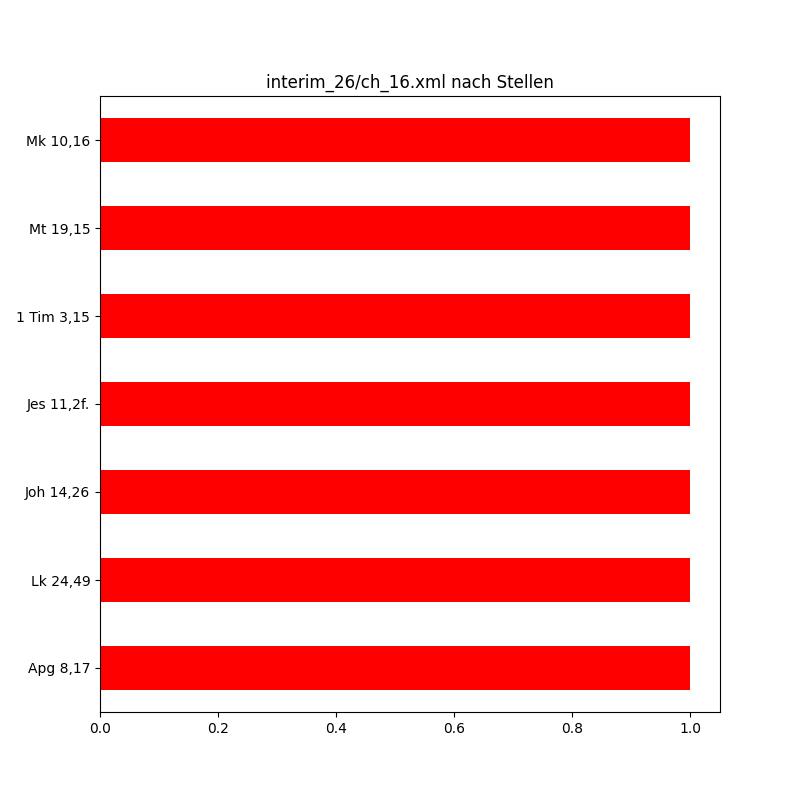 interim_26/ch_16.xml nach Stellen
Mk 10,16
Mt 19,15
1 Tim 3,15
Jes 11,2f.
Joh 14,26
Lk 24,49
Apg 8,17
0.0 0.2 0.4 0.6 0.8 1.0